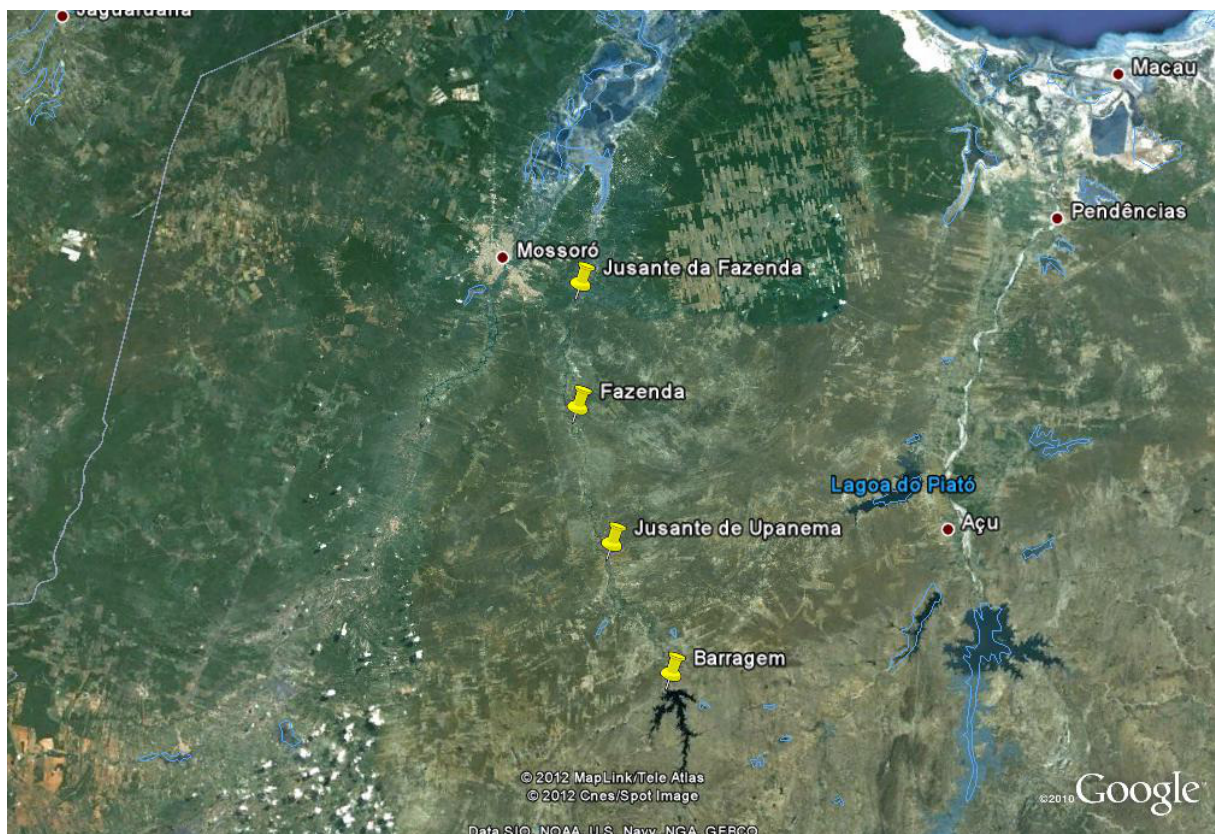 Jaguaruana
Macau
Pendências
Mossoró
Jusante da Fazenda
Fazenda
Lagoa do Piató
Açu
Jusante de Upanema
Barragem
© 2012 MapLink/Tele Atlas
© 2012 Cnes/Spot Image
©2010 Google
Data SIO, NOAA, U.S. Navy, NGA, GEBCO